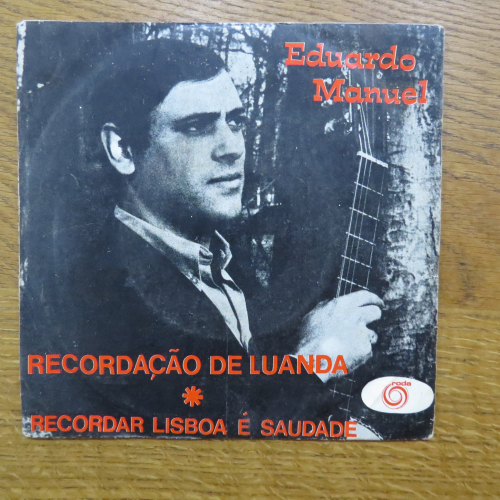 Eduardo
Manuel
RECORDAÇÃO DE LUANDA
*
RECORDAR LISBOA É SAUDADE
roda